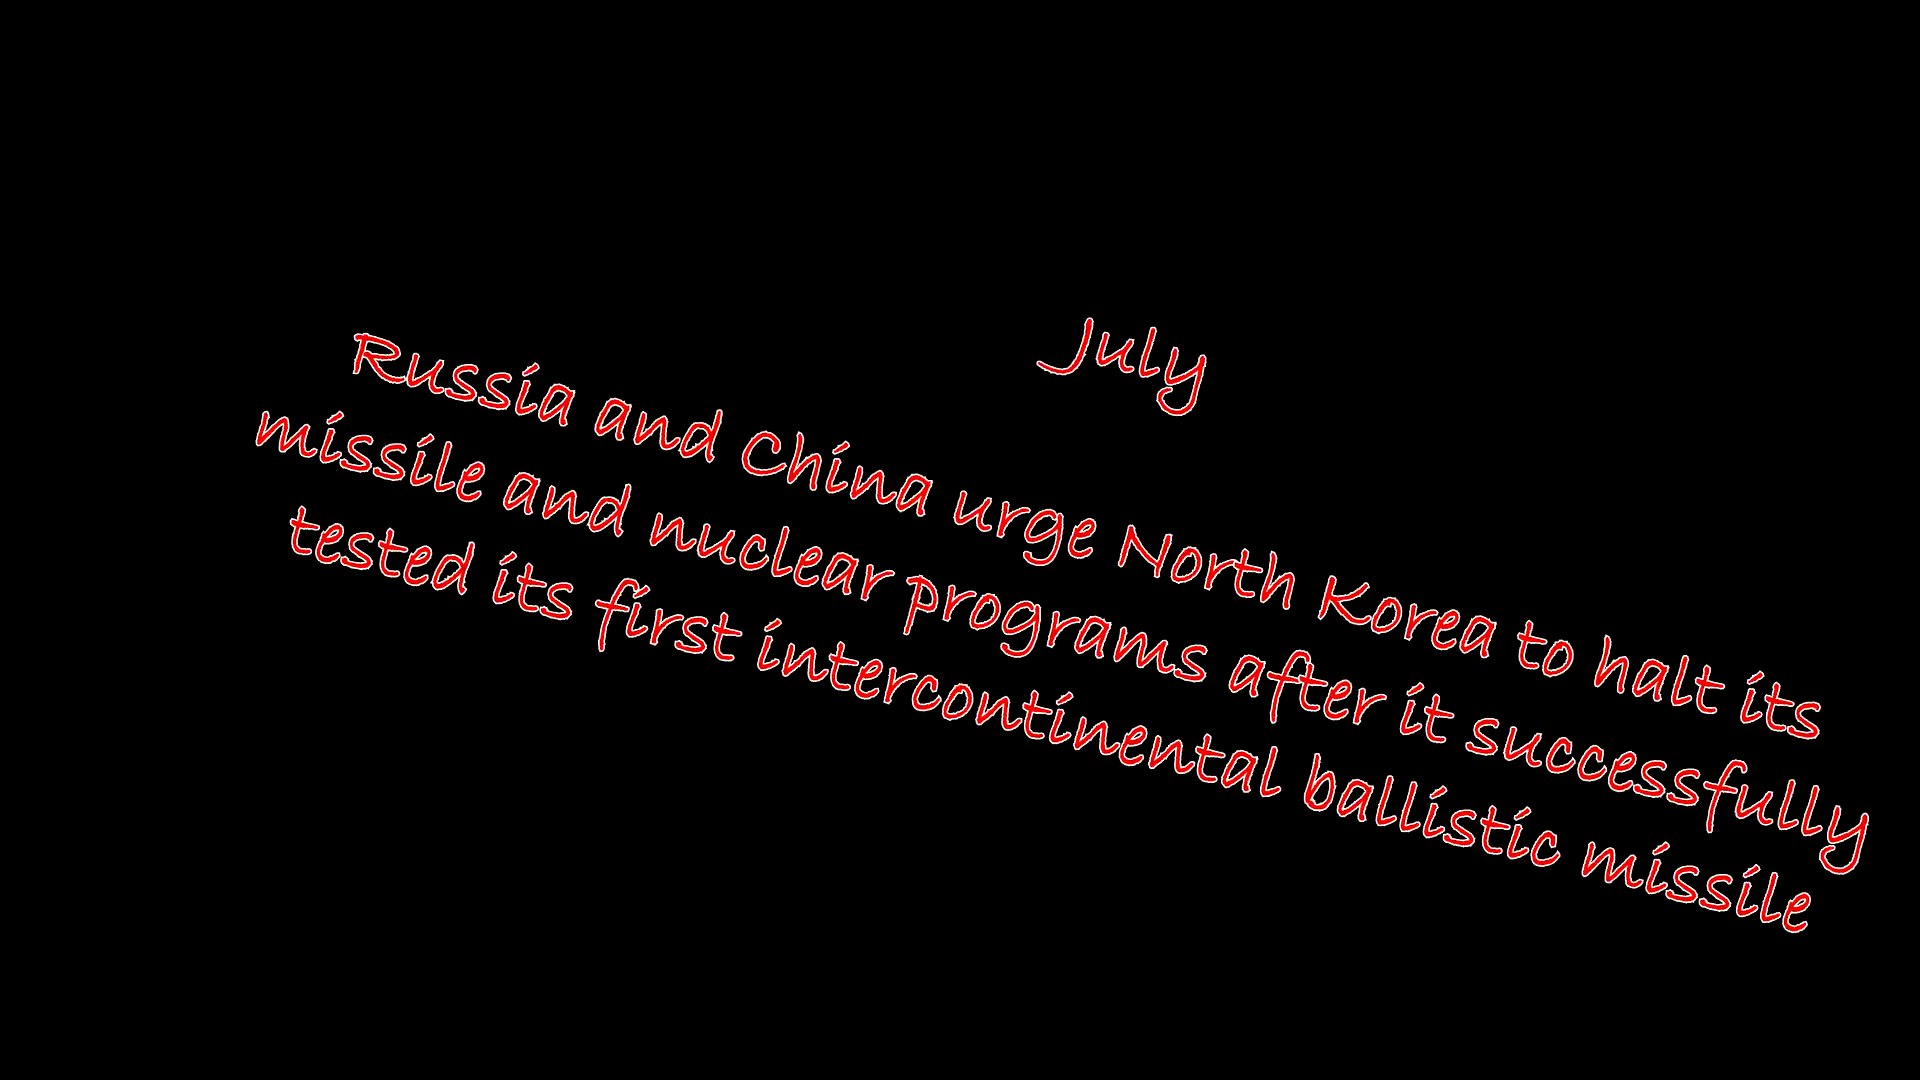 July
Russia and China urge North Korea to halt its
missile and nuclear programs after it successfully
tested its first intercontinental ballistic missile